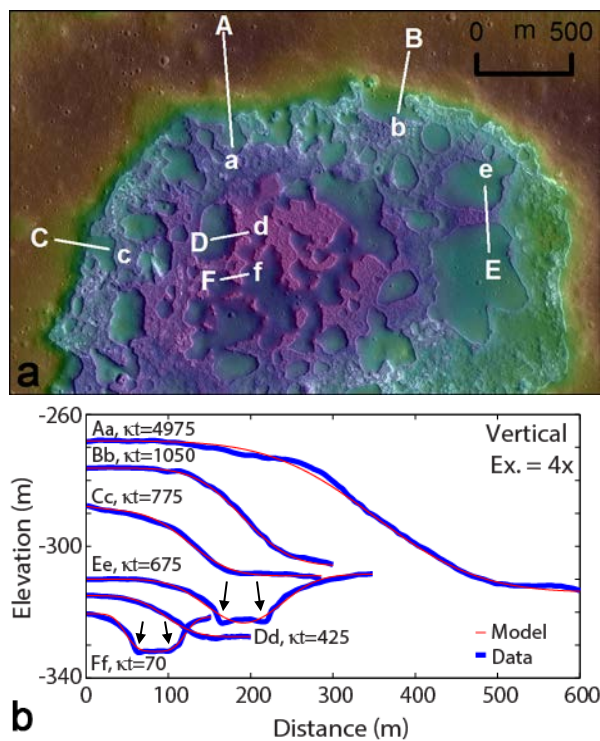 A
B
0 m 500
b
a
e
C
c
D
d
F
f
E
a
-260
Aa, κt=4975
Vertical
Bb, κt=1050
Ex. = 4x
Cc, κt=775
Elevation (m)
-300
Ee, κt=675
Dd, κt=425
Model
Ff, κt=70
Data
-340
0 100 200 300 400 500 600
b
Distance (m)